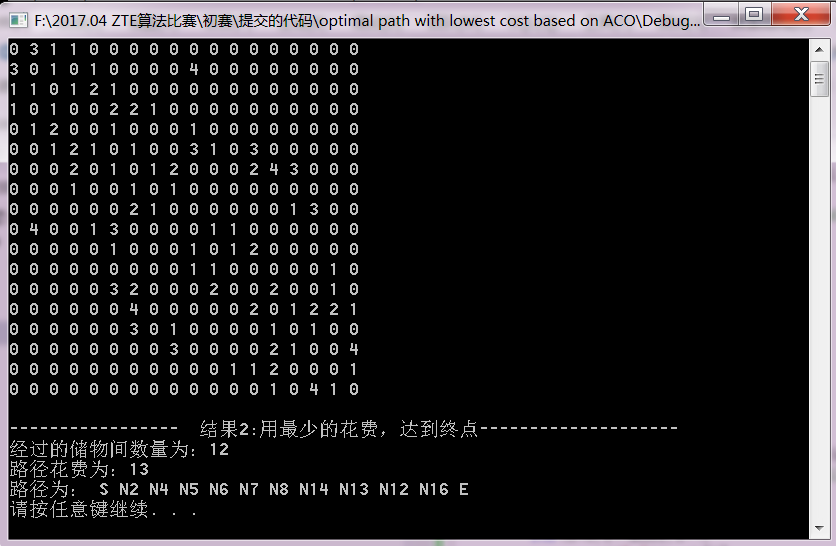 F:\2017.04 ZTE算法比赛\初赛\提交的代码\optimal path with lowest cost based on ACO\Debug...
0 3 1 1 0 0 0 0 0 0 0 0 0 0 0 0 0 0
3 0 1 0 1 0 0 0 0 4 0 0 0 0 0 0 0 0
1 1 0 1 2 1 0 0 0 0 0 0 0 0 0 0 0 0
1 0 1 0 0 2 2 1 0 0 0 0 0 0 0 0 0 0
0 1 2 0 0 1 0 0 0 1 0 0 0 0 0 0 0 0
0 0 1 2 1 0 1 0 0 3 1 0 3 0 0 0 0 0
0 0 0 2 0 1 0 1 2 0 0 0 2 4 3 0 0 0
0 0 0 1 0 0 1 0 1 0 0 0 0 0 0 0 0 0
0 0 0 0 0 0 2 1 0 0 0 0 0 0 1 3 0 0
0 4 0 0 1 3 0 0 0 0 1 1 0 0 0 0 0 0
0 0 0 0 0 1 0 0 0 1 0 1 2 0 0 0 0 0
0 0 0 0 0 0 0 0 0 1 1 0 0 0 0 0 1 0
0 0 0 0 0 3 2 0 0 0 2 0 0 2 0 0 1 0
0 0 0 0 0 0 4 0 0 0 0 0 2 0 1 2 2 1
0 0 0 0 0 0 3 0 1 0 0 0 0 1 0 1 0 0
0 0 0 0 0 0 0 0 3 0 0 0 0 2 1 0 0 4
0 0 0 0 0 0 0 0 0 0 0 1 1 2 0 0 0 1
0 0 0 0 0 0 0 0 0 0 0 0 0 1 0 4 1 0
----------------- 结果2:用最少的花费，达到终点--------------------
经过的储物间数量为：12
路径花费为：13
路径为： S N2 N4 N5 N6 N7 N8 N14 N13 N12 N16 E
请按任意键继续. . .